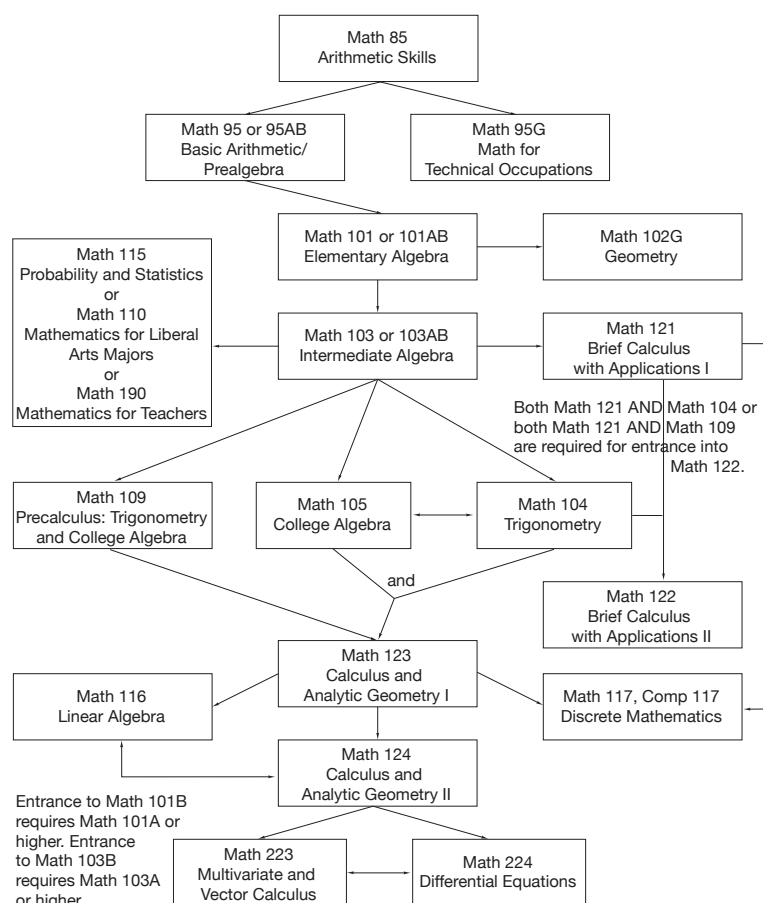 Math 85
Arithmetic Skills
Math 95 or 95AB
Basic Arithmetic/
Prealgebra
Math 95G
Math for
Technical Occupations
Math 101 or 101AB
Elementary Algebra
Math 102G
Geometry
Math 115
Probability and Statistics
or
Math 110
Mathematics for Liberal
Arts Majors
or
Math 190
Mathematics for Teachers
Math 103 or 103AB
Intermediate Algebra
Math 121
Brief Calculus
with Applications I
Both Math 121 AND Math 104 or
both Math 121 AND Math 109
are required for entrance into
Math 122.
Math 109
Precalculus: Trigonometry
and College Algebra
Math 105
College Algebra
Math 104
Trigonometry
and
Math 122
Brief Calculus
with Applications II
Math 123
Calculus and
Analytic Geometry I
Math 116
Linear Algebra
Math 117, Comp 117
Discrete Mathematics
Math 124
Calculus and
Analytic Geometry II
Entrance to Math 101B
requires Math 101A or
higher. Entrance
to Math 103B
requires Math 103A
or higher
Math 223
Multivariate and
Vector Calculus
Math 224
Differential Equations